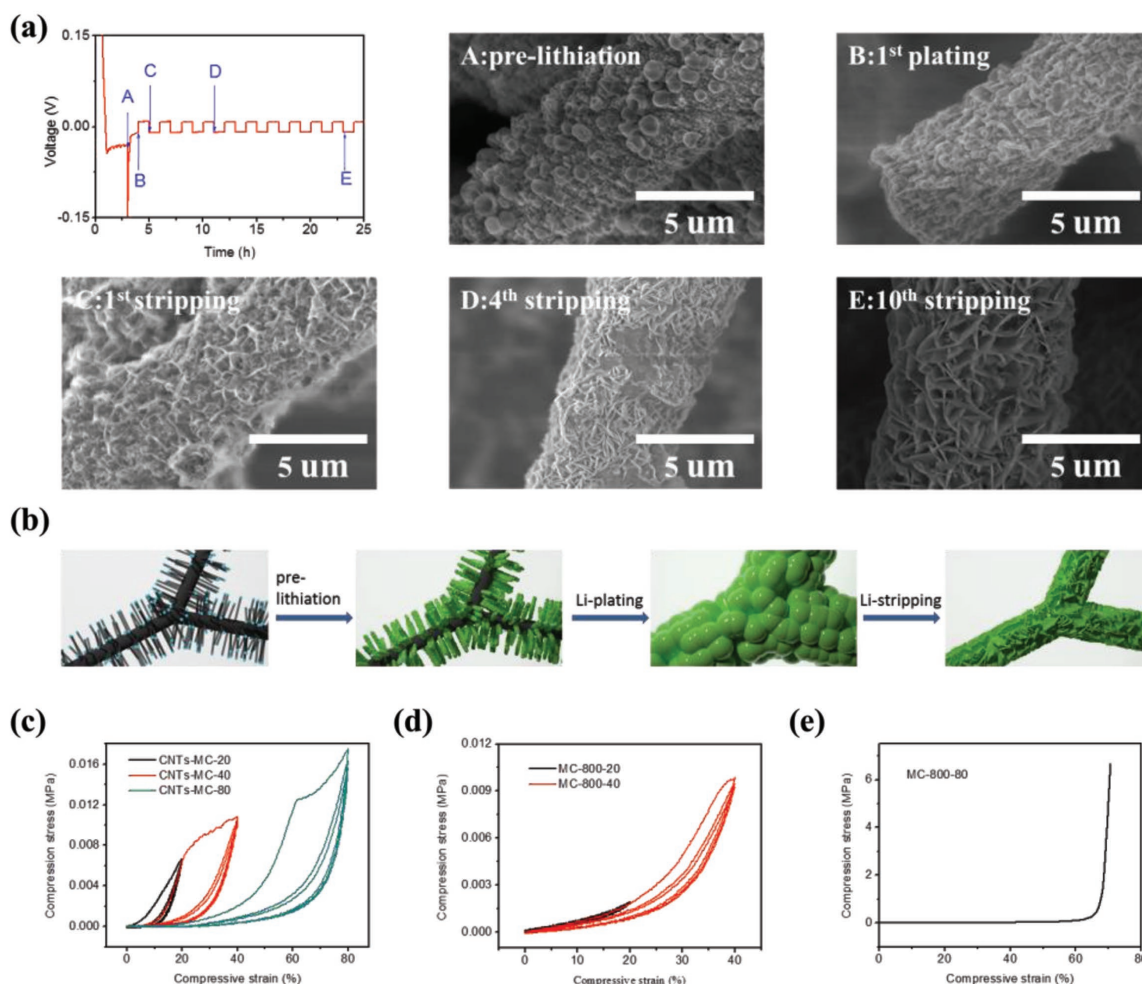 (a)
0.15
0.00
-0.15
Voltage (V)
A
B
C
D
E
0
5
10
15
20
25
Time (h)
A:pre-lithiation
5 um
B:1st plating
5 um
C:1st stripping
5 um
D:4th stripping
5 um
E:10th stripping
5 um
(b)
pre-
lithiation
Li-plating
Li-stripping
(c)
CNTs-MC-20
CNTs-MC-40
CNTs-MC-80
0.016
0.012
0.008
0.004
0.000
Compression stress (MPa)
0
20
40
60
80
Compressive strain (%)
(d)
MC-800-20
MC-800-40
0.012
0.009
0.006
0.003
0.000
Compression stress (MPa)
0
10
20
30
40
Compressive strain (%)
(e)
MC-800-80
6
4
2
0
Compression stress (MPa)
0
20
40
60
80
Compressive strain (%)